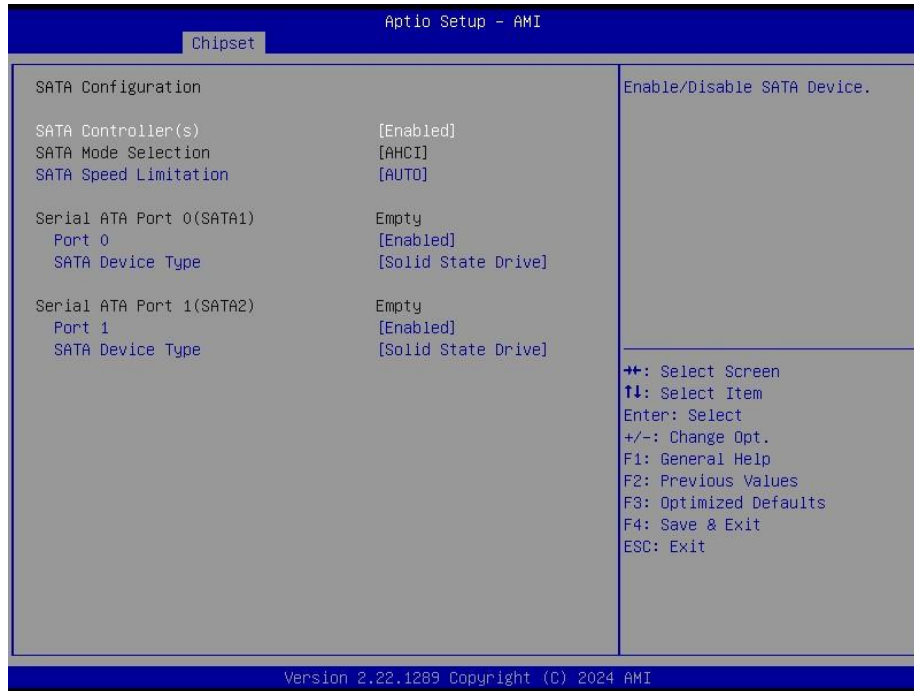 Aptio Setup – AMI
Chipset
SATA Configuration
SATA Controller(s) [Enabled]
SATA Mode Selection [AHCI]
SATA Speed Limitation [AUTO]
Serial ATA Port 0(SATA1) Empty
Port 0 [Enabled]
SATA Device Type [Solid State Drive]
Serial ATA Port 1(SATA2) Empty
Port 1 [Enabled]
SATA Device Type [Solid State Drive]
Enable/Disable SATA Device.
→←: Select Screen
↑↓: Select Item
Enter: Select
+/-: Change Opt.
F1: General Help
F2: Previous Values
F3: Optimized Defaults
F4: Save & Exit
ESC: Exit
Version 2.22.1289 Copyright (C) 2024 AMI